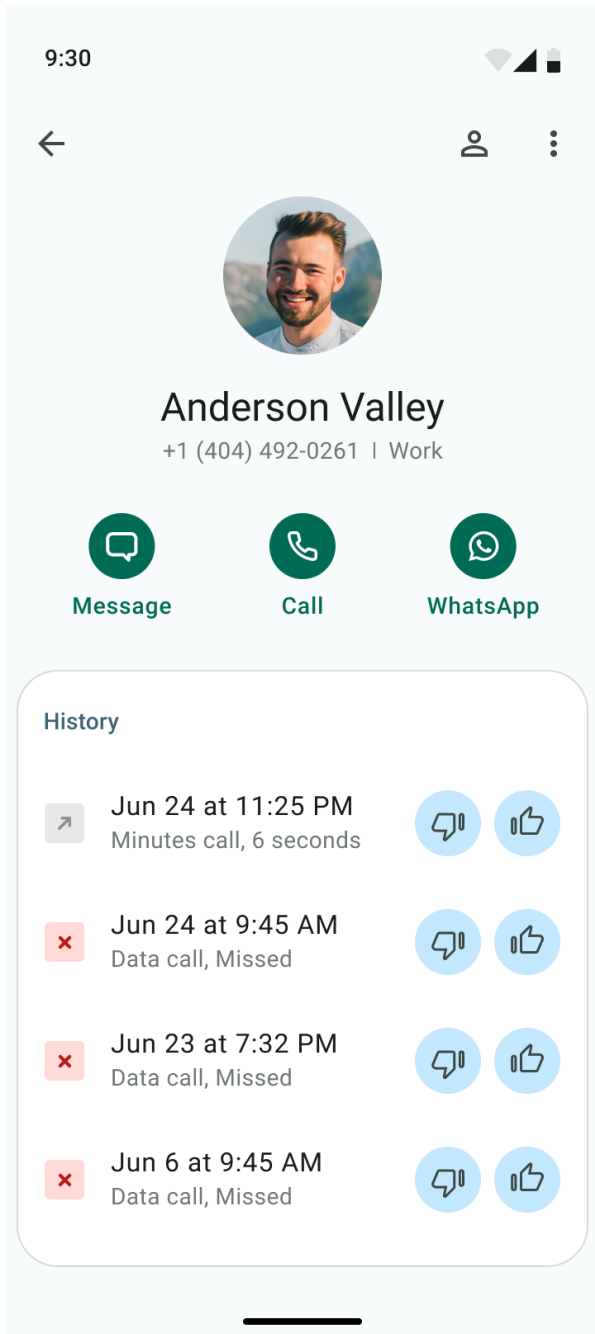 9:30
Anderson Valley
+1 (404) 492-0261 | Work
Message Call WhatsApp
History
Jun 24 at 11:25 PM
Minutes call, 6 seconds
Jun 24 at 9:45 AM
Data call, Missed
Jun 23 at 7:32 PM
Data call, Missed
Jun 6 at 9:45 AM
Data call, Missed